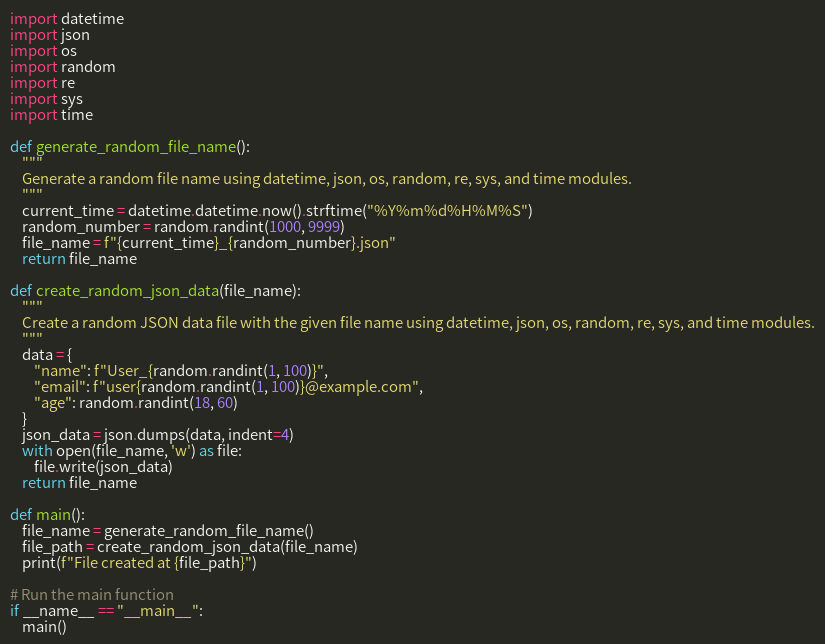 import datetime
import json
import os
import random
import re
import sys
import time

def generate_random_file_name():
    """
    Generate a random file name using datetime, json, os, random, re, sys, and time modules.
    """
    current_time = datetime.datetime.now().strftime("%Y%m%d%H%M%S")
    random_number = random.randint(1000, 9999)
    file_name = f"{current_time}_{random_number}.json"
    return file_name

def create_random_json_data(file_name):
    """
    Create a random JSON data file with the given file name using datetime, json, os, random, re, sys, and time modules.
    """
    data = {
        "name": f"User_{random.randint(1, 100)}",
        "email": f"user{random.randint(1, 100)}@example.com",
        "age": random.randint(18, 60)
    }
    json_data = json.dumps(data, indent=4)
    with open(file_name, 'w') as file:
        file.write(json_data)
    return file_name

def main():
    file_name = generate_random_file_name()
    file_path = create_random_json_data(file_name)
    print(f"File created at {file_path}")

# Run the main function
if __name__ == "__main__":
    main()